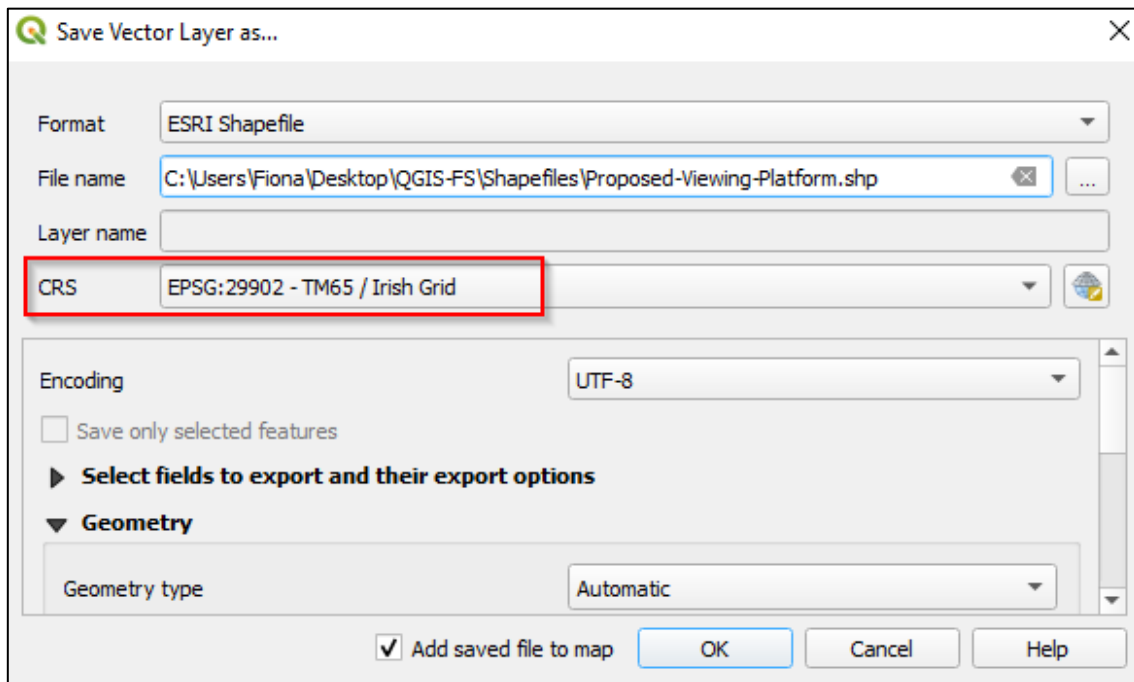 Save Vector Layer as...
Format ESRI Shapefile
File name C:\Users\Fiona\Desktop\QGIS-FS\Shapefiles\Proposed-Viewing-Platform.shp ...
Layer name
CRS EPSG:29902 - TM65 / Irish Grid
Encoding UTF-8
Save only selected features
Select fields to export and their export options
Geometry
Geometry type Automatic
Add saved file to map OK Cancel Help